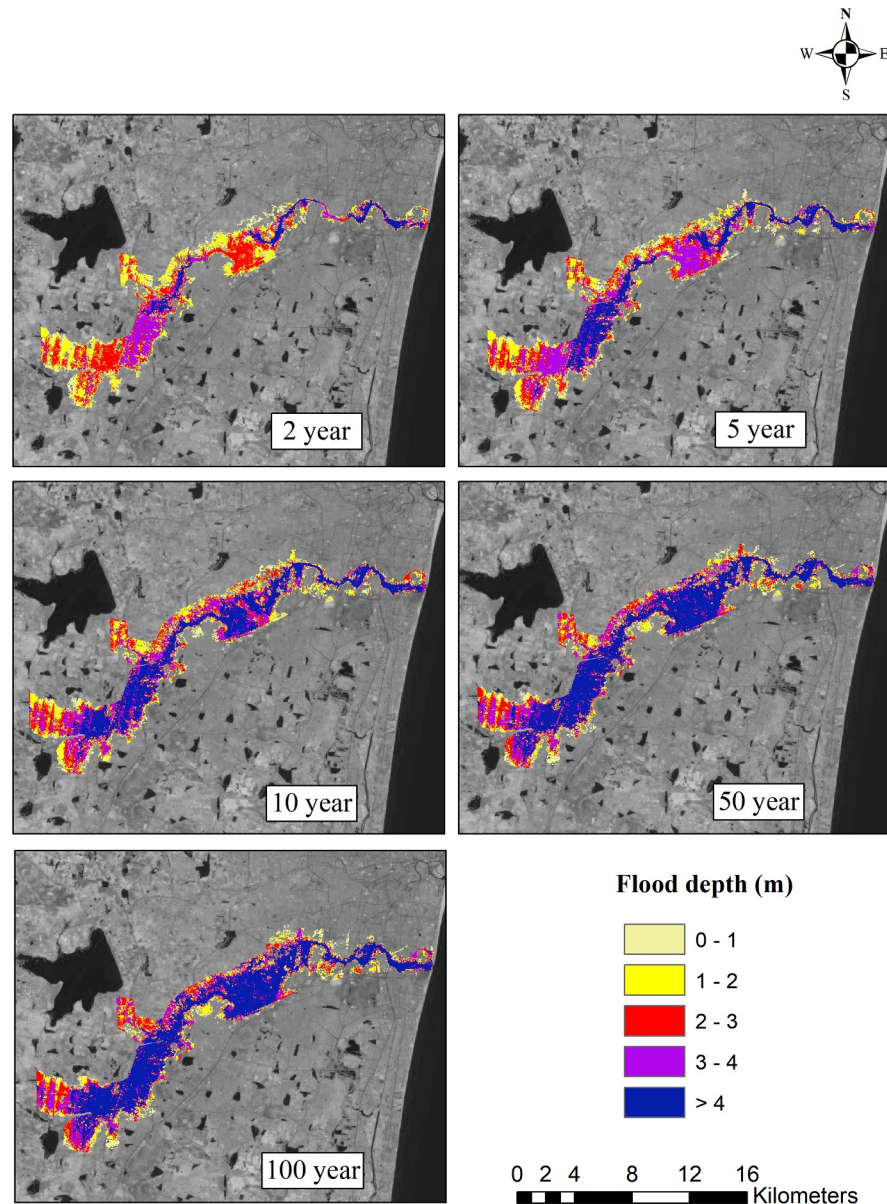 N
W E
S
2 year
5 year
10 year
50 year
100 year
Flood depth (m)
0 - 1
1 - 2
2 - 3
3 - 4
> 4
0 2 4 8 12 16
Kilometers